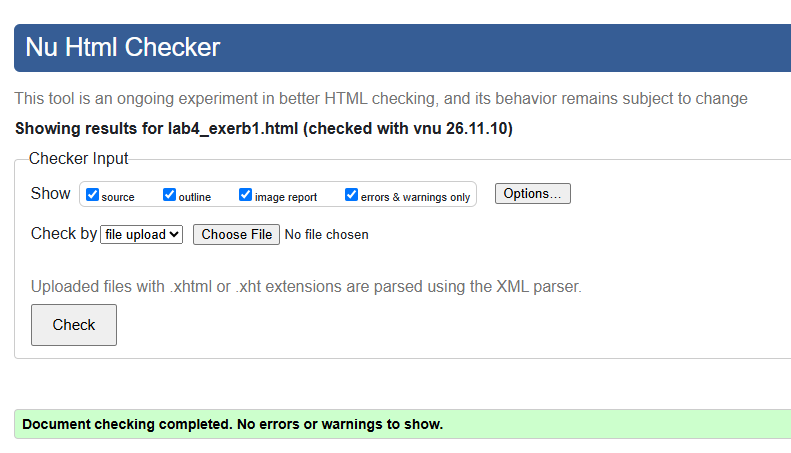 Nu Html Checker
This tool is an ongoing experiment in better HTML checking, and its behavior remains subject to change
Showing results for lab4_exerb1.html (checked with vnu 26.11.10)
Checker Input
Show source outline image report errors & warnings only Options...
Check by file upload Choose File No file chosen
Uploaded files with .xhtml or .xht extensions are parsed using the XML parser.
Check
Document checking completed. No errors or warnings to show.